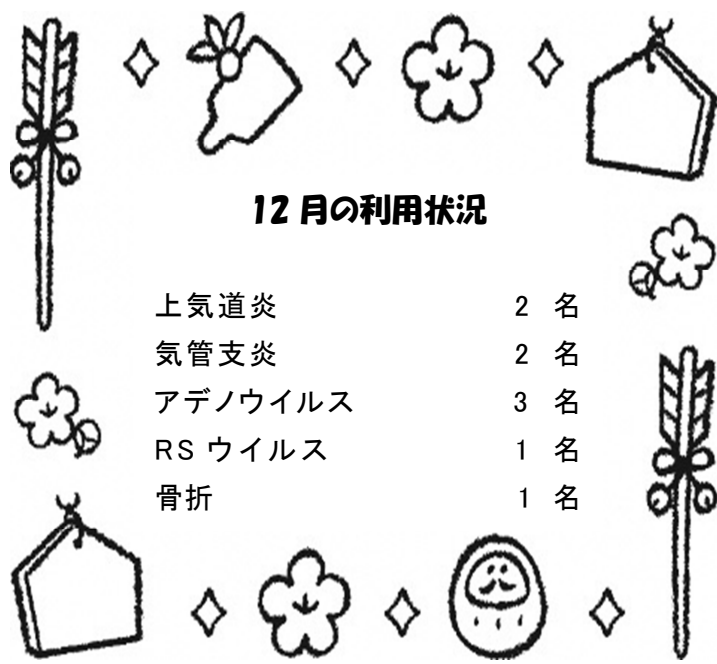 12月の利用状況
上気道炎 2 名
気管支炎 2 名
アデノウイルス 3 名
RS ウイルス 1 名
骨折 1 名